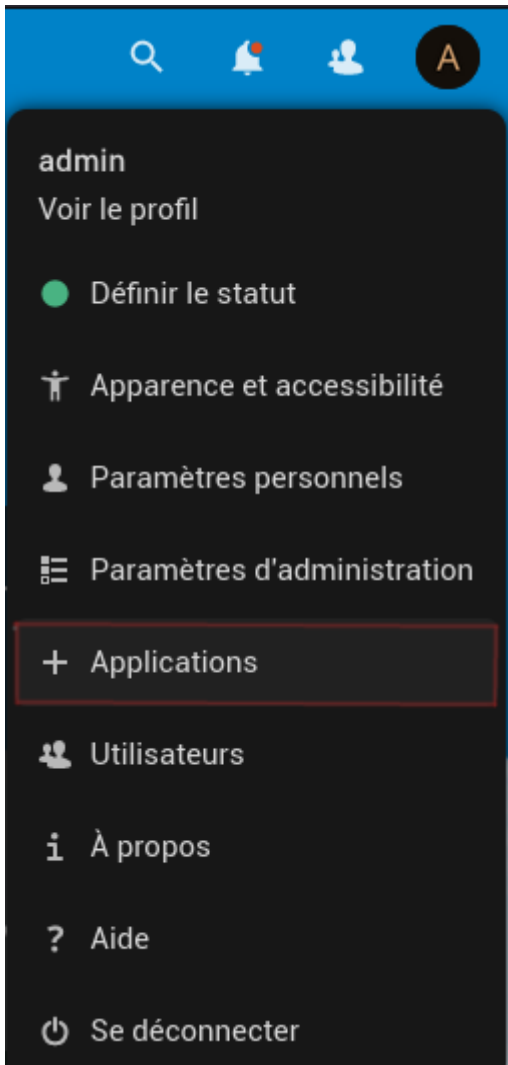 A
admin
Voir le profil
Définir le statut
Apparence et accessibilité
Paramètres personnels
Paramètres d'administration
Applications
Utilisateurs
À propos
Aide
Se déconnecter